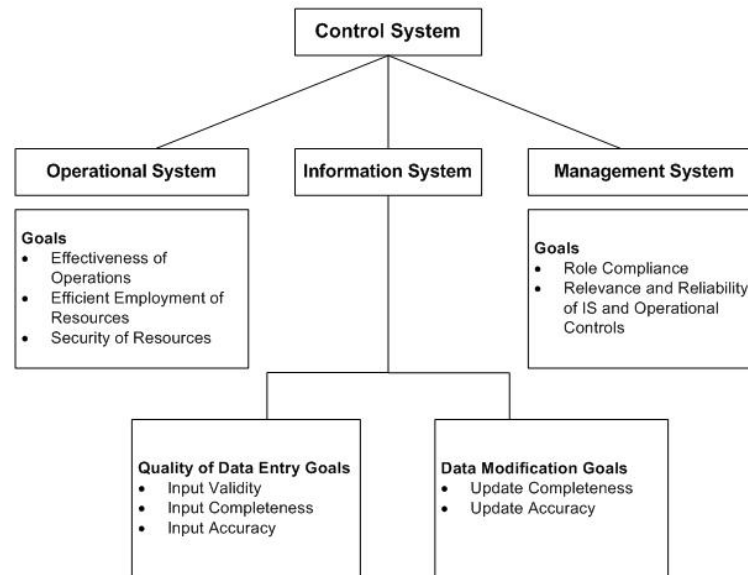 Control System
Operational System
Information System
Management System
Goals
• Effectiveness of
Operations
• Efficient Employment of
Resources
• Security of Resources
Goals
• Role Compliance
• Relevance and Reliability
of IS and Operational
Controls
Quality of Data Entry Goals
• Input Validity
• Input Completeness
• Input Accuracy
Data Modification Goals
• Update Completeness
• Update Accuracy